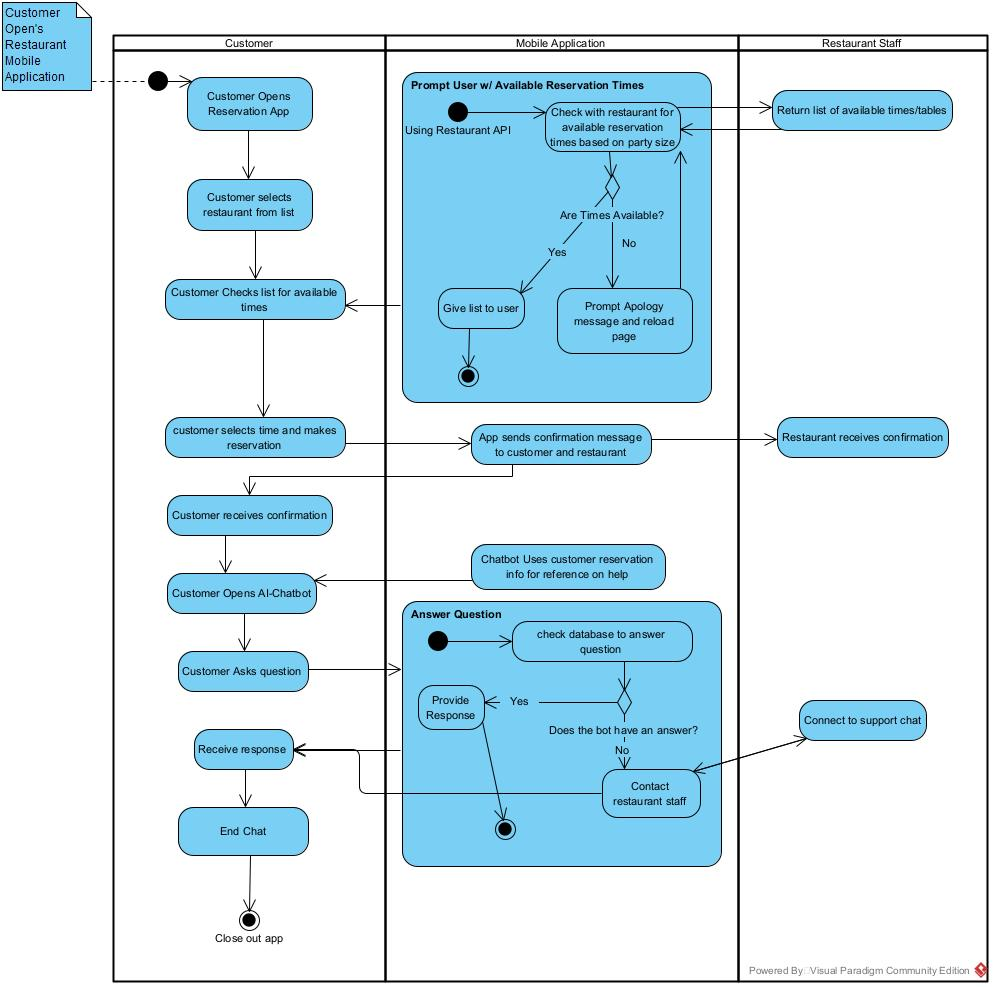 Customer
Open's
Restaurant
Mobile
Application
Customer
Mobile Application
Restaurant Staff
Customer Opens
Reservation App
Prompt User w/ Available Reservation Times
Using Restaurant API
Check with restaurant for
available reservation
times based on party size
Return list of available times/tables
Customer selects
restaurant from list
Are Times Available?
Yes
No
Customer Checks list for available
times
Give list to user
Prompt Apology
message and reload
page
customer selects time and makes
reservation
App sends confirmation message
to customer and restaurant
Restaurant receives confirmation
Customer receives confirmation
Chatbot Uses customer reservation
info for reference on help
Customer Opens AI-Chatbot
Answer Question
check database to answer
question
Customer Asks question
Provide
Response
Yes
Does the bot have an answer?
No
Connect to support chat
Receive response
Contact
restaurant staff
End Chat
Close out app
Powered By Visual Paradigm Community Edition